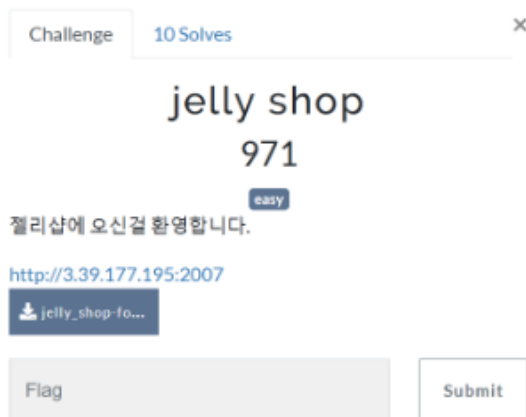 Challenge 10 Solves ×
jelly shop
971
easy
젤리샵에 오신걸 환영합니다.
http://3.39.177.195:2007
jelly_shop-fo...
Flag Submit